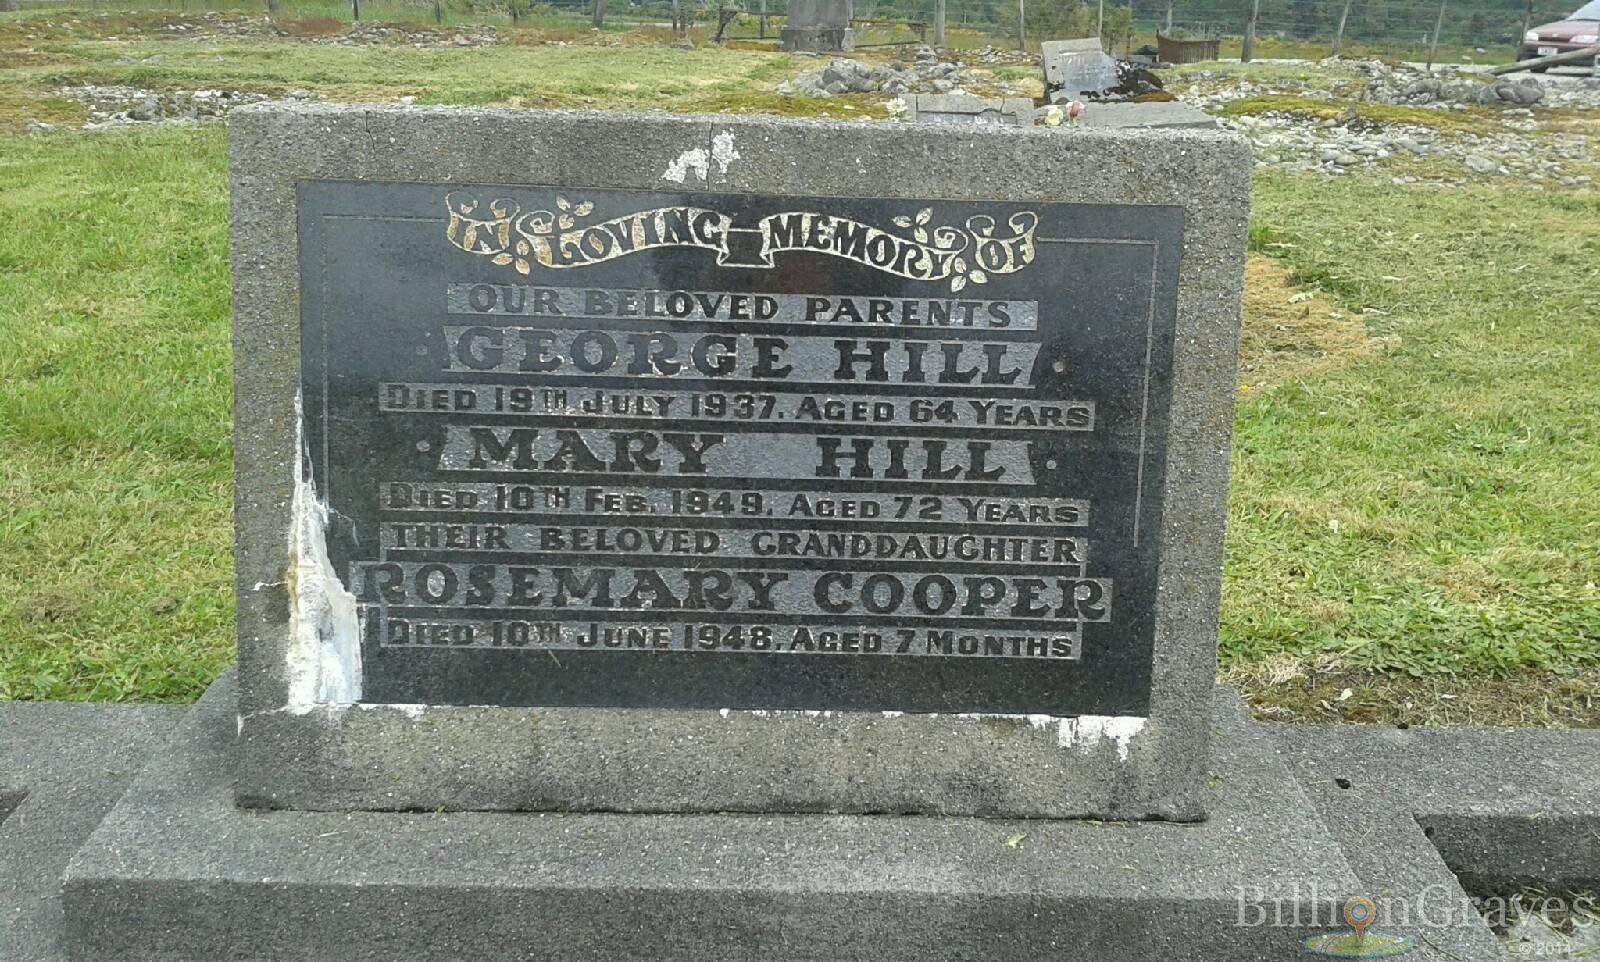 IN LOVING MEMORY OF
OUR BELOVED PARENTS
GEORGE HILL
DIED 19TH JULY 1937. AGED 64 YEARS
MARY HILL
DIED 10TH FEB. 1949. AGED 72 YEARS
THEIR BELOVED GRANDDAUGHTER
ROSEMARY COOPER
DIED 10TH JUNE 1948. AGED 7 MONTHS
BillionGraves
© 2014